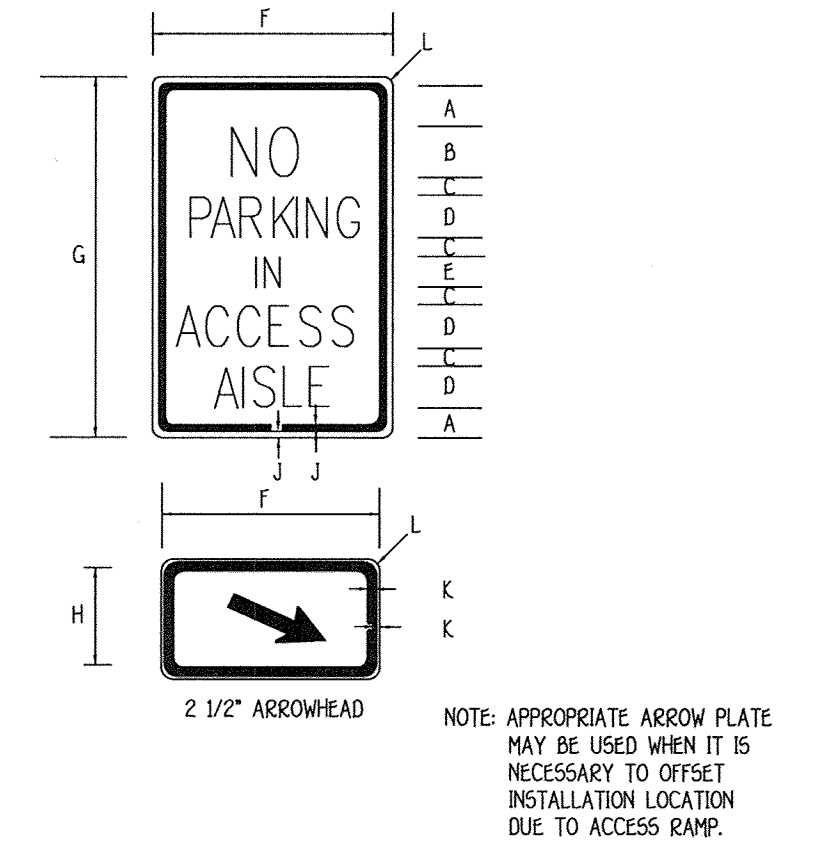 F
L
A
NO
B
C
PARKING
D
G
C
IN
E
C
ACCESS
D
C
AISLE
D
A
J J
F
L
K
H
K
2 1/2" ARROWHEAD
NOTE: APPROPRIATE ARROW PLATE
MAY BE USED WHEN IT IS
NECESSARY TO OFFSET
INSTALLATION LOCATION
DUE TO ACCESS RAMP.